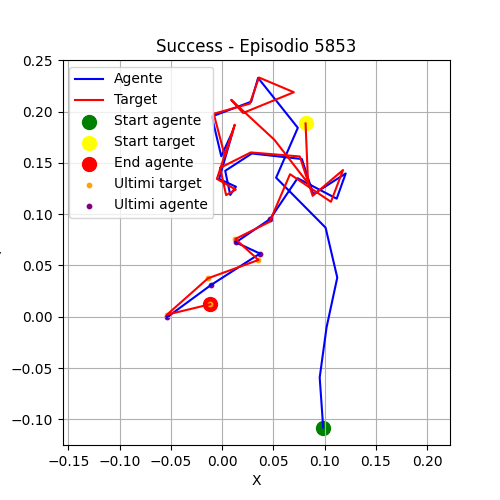 Success - Episodio 5853
0.25
0.20
0.15
0.10
0.05
0.00
−0.05
−0.10
Agente
Target
Start agente
Start target
End agente
Ultimi target
Ultimi agente
−0.15 −0.10 −0.05 0.00 0.05 0.10 0.15 0.20
X